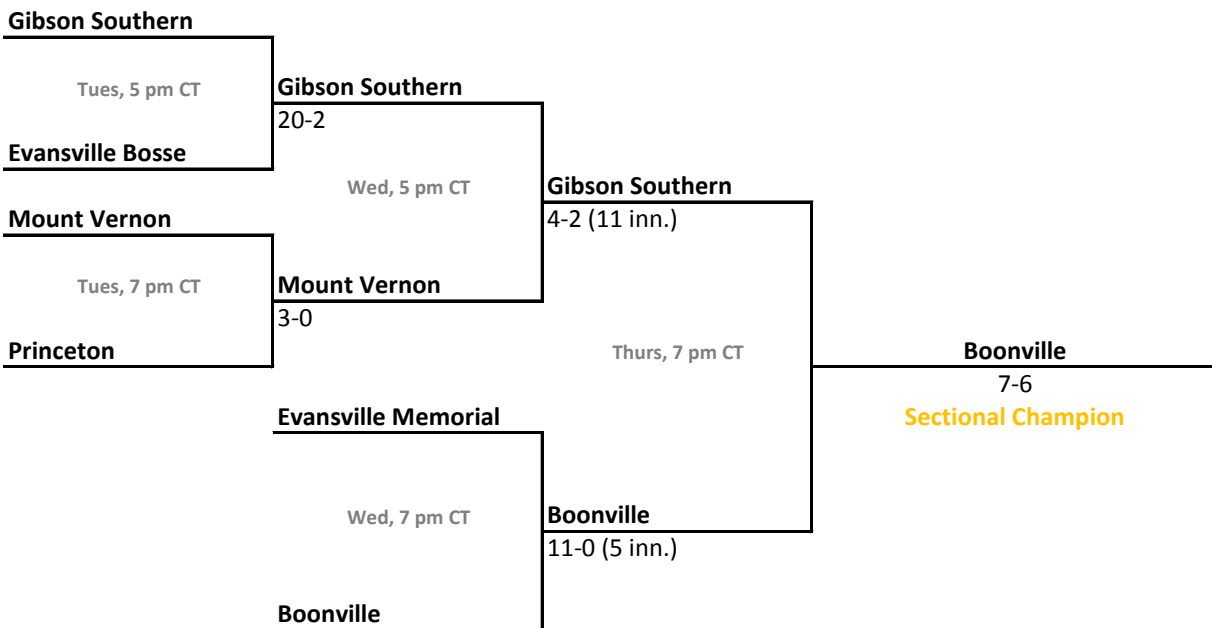 Gibson Southern
Tues, 5 pm CT
Gibson Southern
20-2
Evansville Bosse
Wed, 5 pm CT
Gibson Southern
Mount Vernon
4-2 (11 inn.)
Tues, 7 pm CT
Mount Vernon
3-0
Princeton
Thurs, 7 pm CT
Boonville
7-6
Evansville Memorial
Sectional Champion
Wed, 7 pm CT
Boonville
11-0 (5 inn.)
Boonville